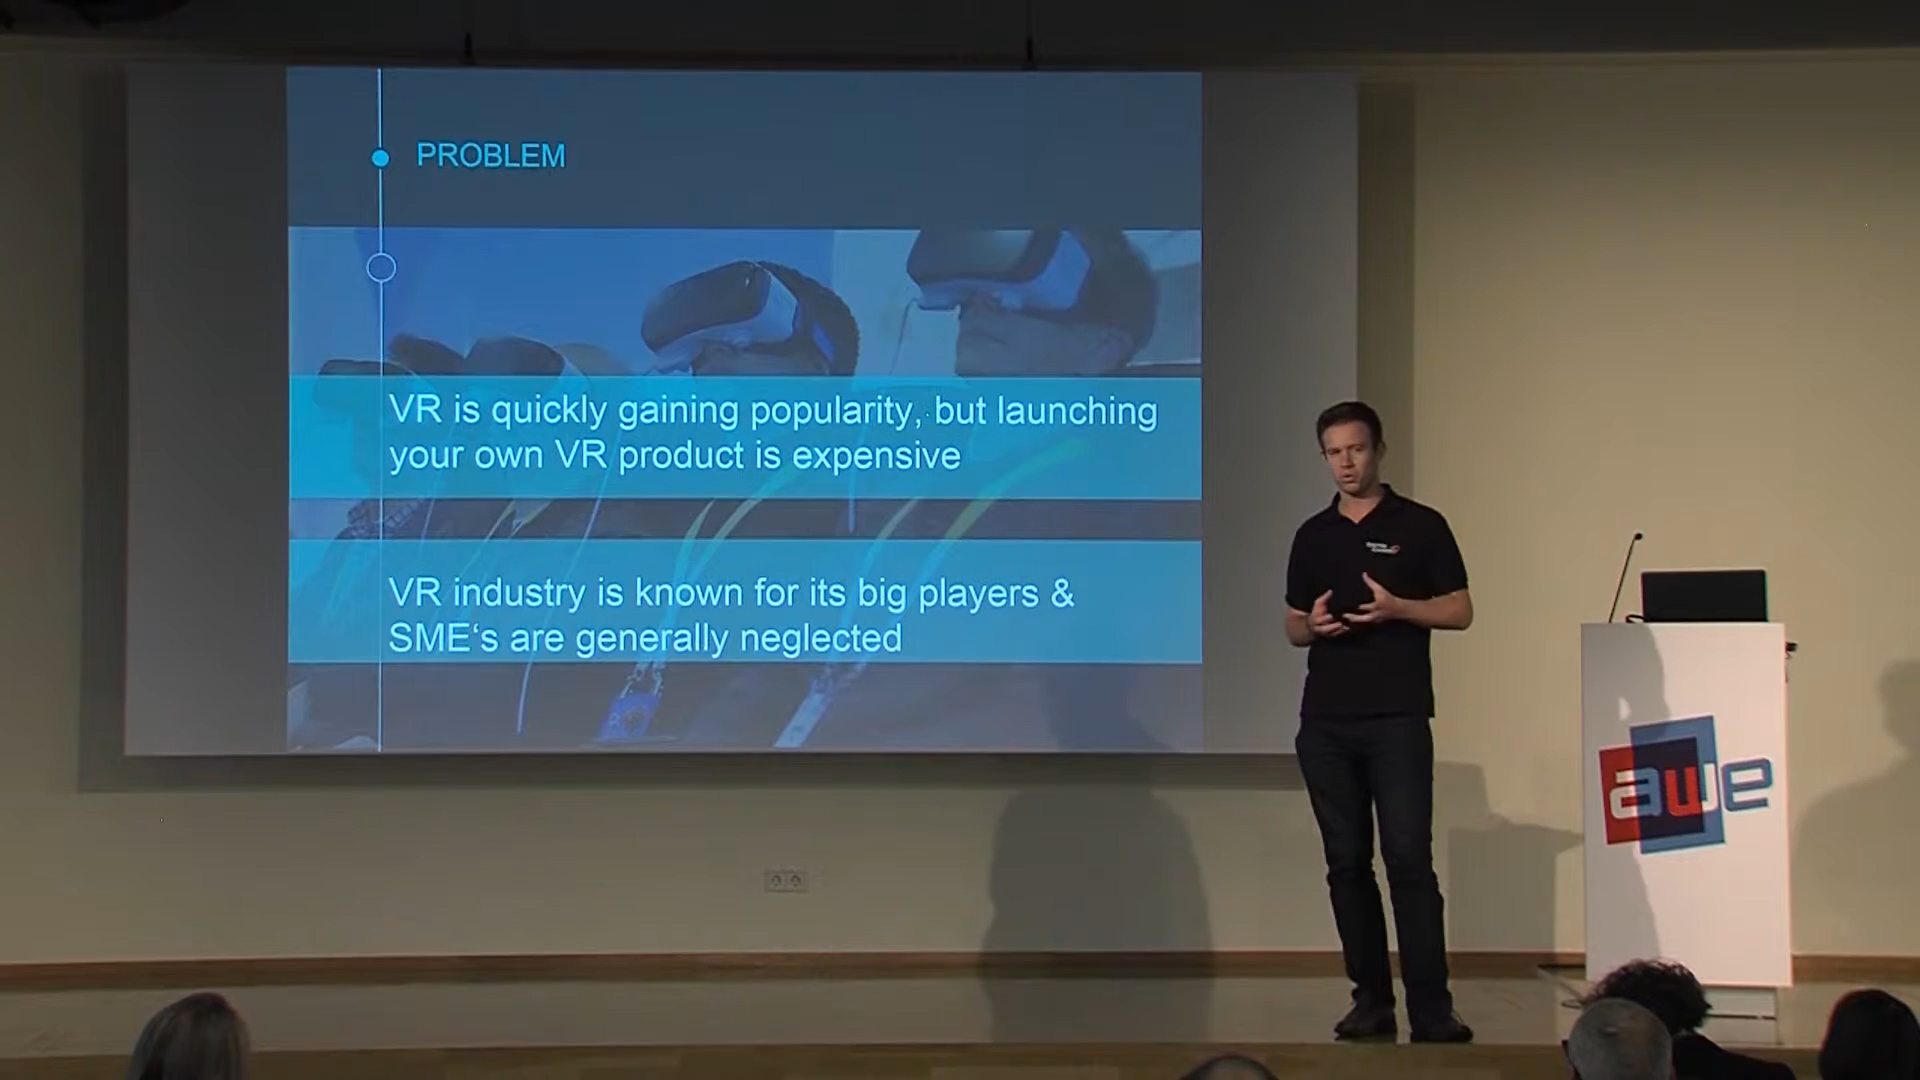 PROBLEM
VR is quickly gaining popularity, but launching
your own VR product is expensive
VR industry is known for its big players &
SME‘s are generally neglected
awe